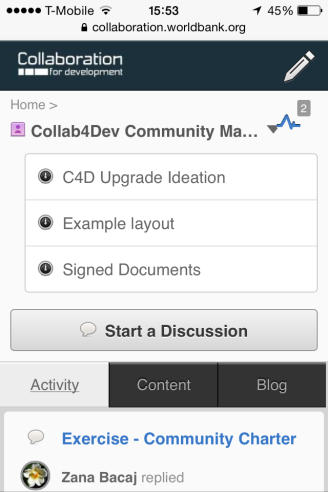 T-Mobile 15:53 45%
collaboration.worldbank.org
Collaboration
for development
Home >
2
Collab4Dev Community Ma...
C4D Upgrade Ideation
Example layout
Signed Documents
Start a Discussion
Activity Content Blog
Exercise - Community Charter
Zana Bacaj replied